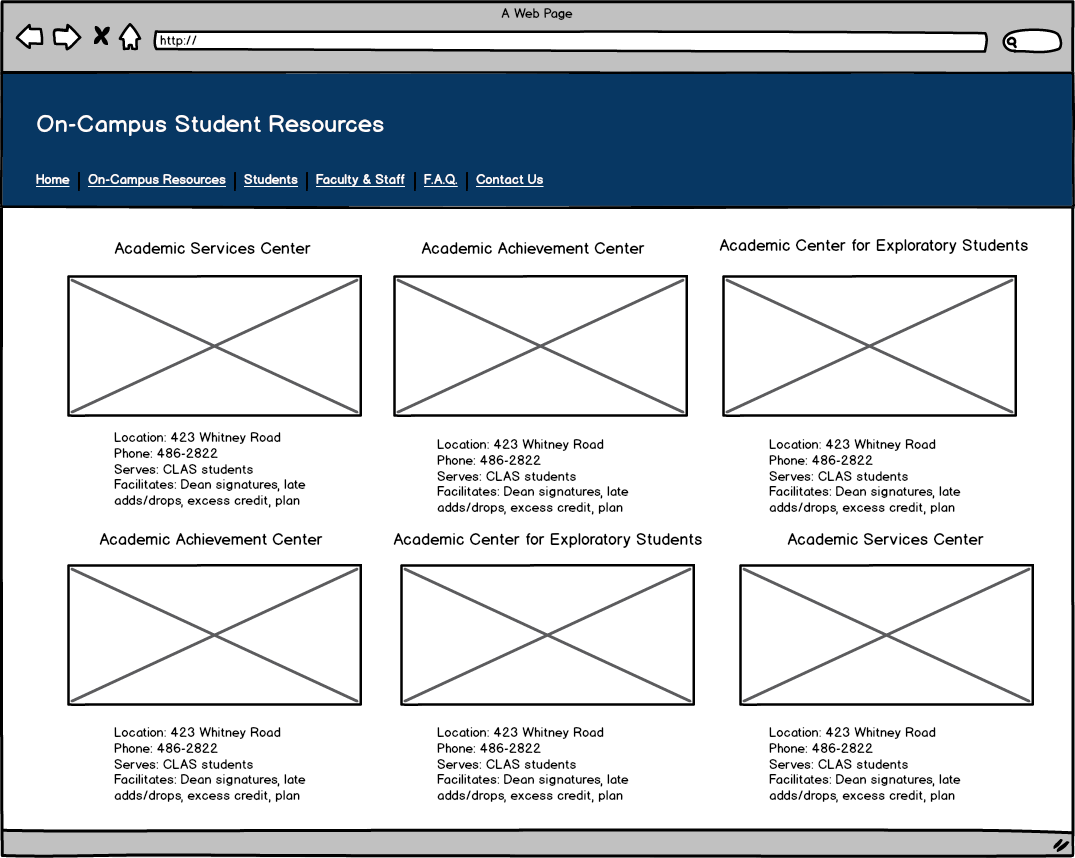 A Web Page
http://
On-Campus Student Resources
Home On-Campus Resources Students Faculty & Staff F.A.Q. Contact Us
Academic Services Center
Academic Achievement Center
Academic Center for Exploratory Students
Location: 423 Whitney Road
Phone: 486-2822
Serves: CLAS students
Facilitates: Dean signatures, late
adds/drops, excess credit, plan
Location: 423 Whitney Road
Phone: 486-2822
Serves: CLAS students
Facilitates: Dean signatures, late
adds/drops, excess credit, plan
Location: 423 Whitney Road
Phone: 486-2822
Serves: CLAS students
Facilitates: Dean signatures, late
adds/drops, excess credit, plan
Academic Achievement Center
Academic Center for Exploratory Students
Academic Services Center
Location: 423 Whitney Road
Phone: 486-2822
Serves: CLAS students
Facilitates: Dean signatures, late
adds/drops, excess credit, plan
Location: 423 Whitney Road
Phone: 486-2822
Serves: CLAS students
Facilitates: Dean signatures, late
adds/drops, excess credit, plan
Location: 423 Whitney Road
Phone: 486-2822
Serves: CLAS students
Facilitates: Dean signatures, late
adds/drops, excess credit, plan